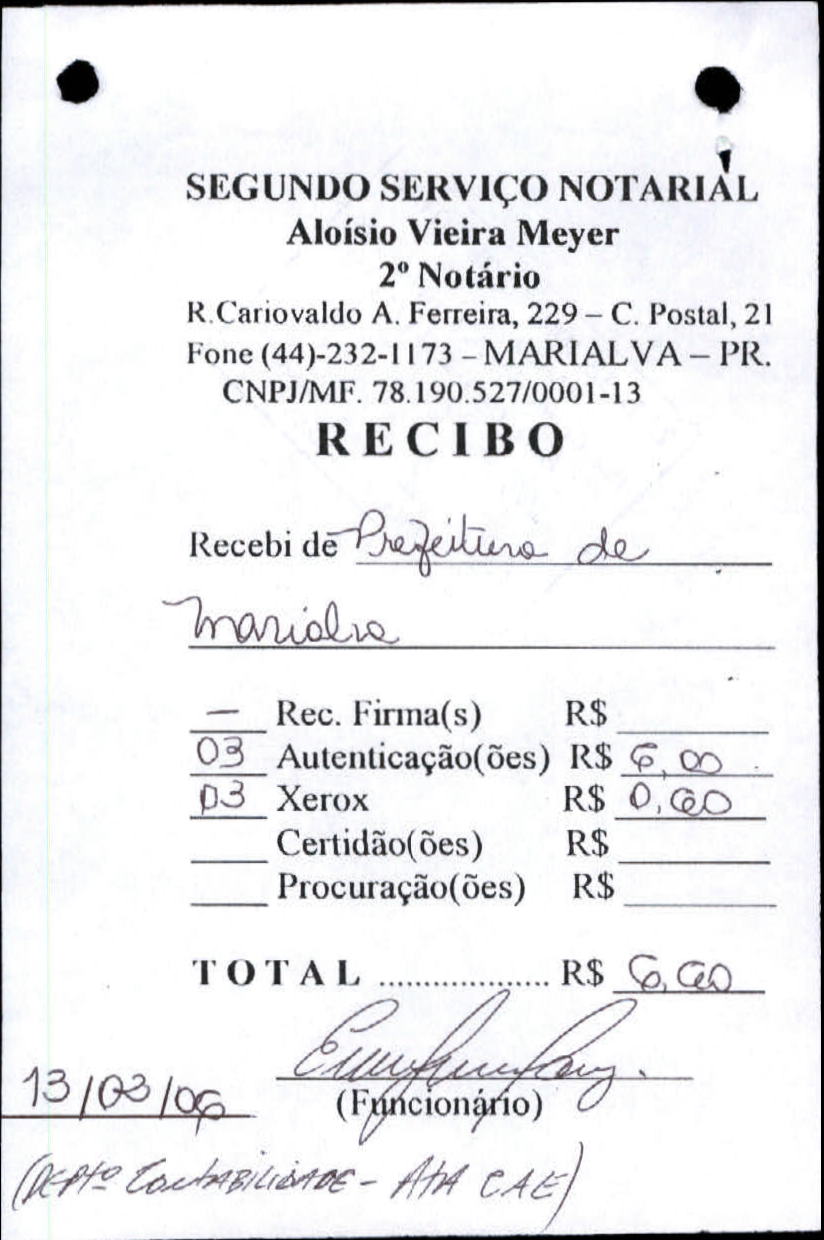 SEGUNDO SERVIÇO NOTARIAL
Aloísio Vieira Meyer
2º Notário
R.Cariovaldo A. Ferreira, 229 – C. Postal, 21
Fone (44)-232-1173 – MARIALVA – PR.
CNPJ/MF. 78.190.527/0001-13
RECIBO
Recebi de Prefeitura de
Marialva
— Rec. Firma(s) R$
03 Autenticação(ões) R$ 6,00
03 Xerox R$ 0,60
Certidão(ões) R$
Procuração(ões) R$
TOTAL .................... R$ 6,60
13/03/06
(Funcionário)
(DEPTº CONTABILIDADE - ATA CAE)